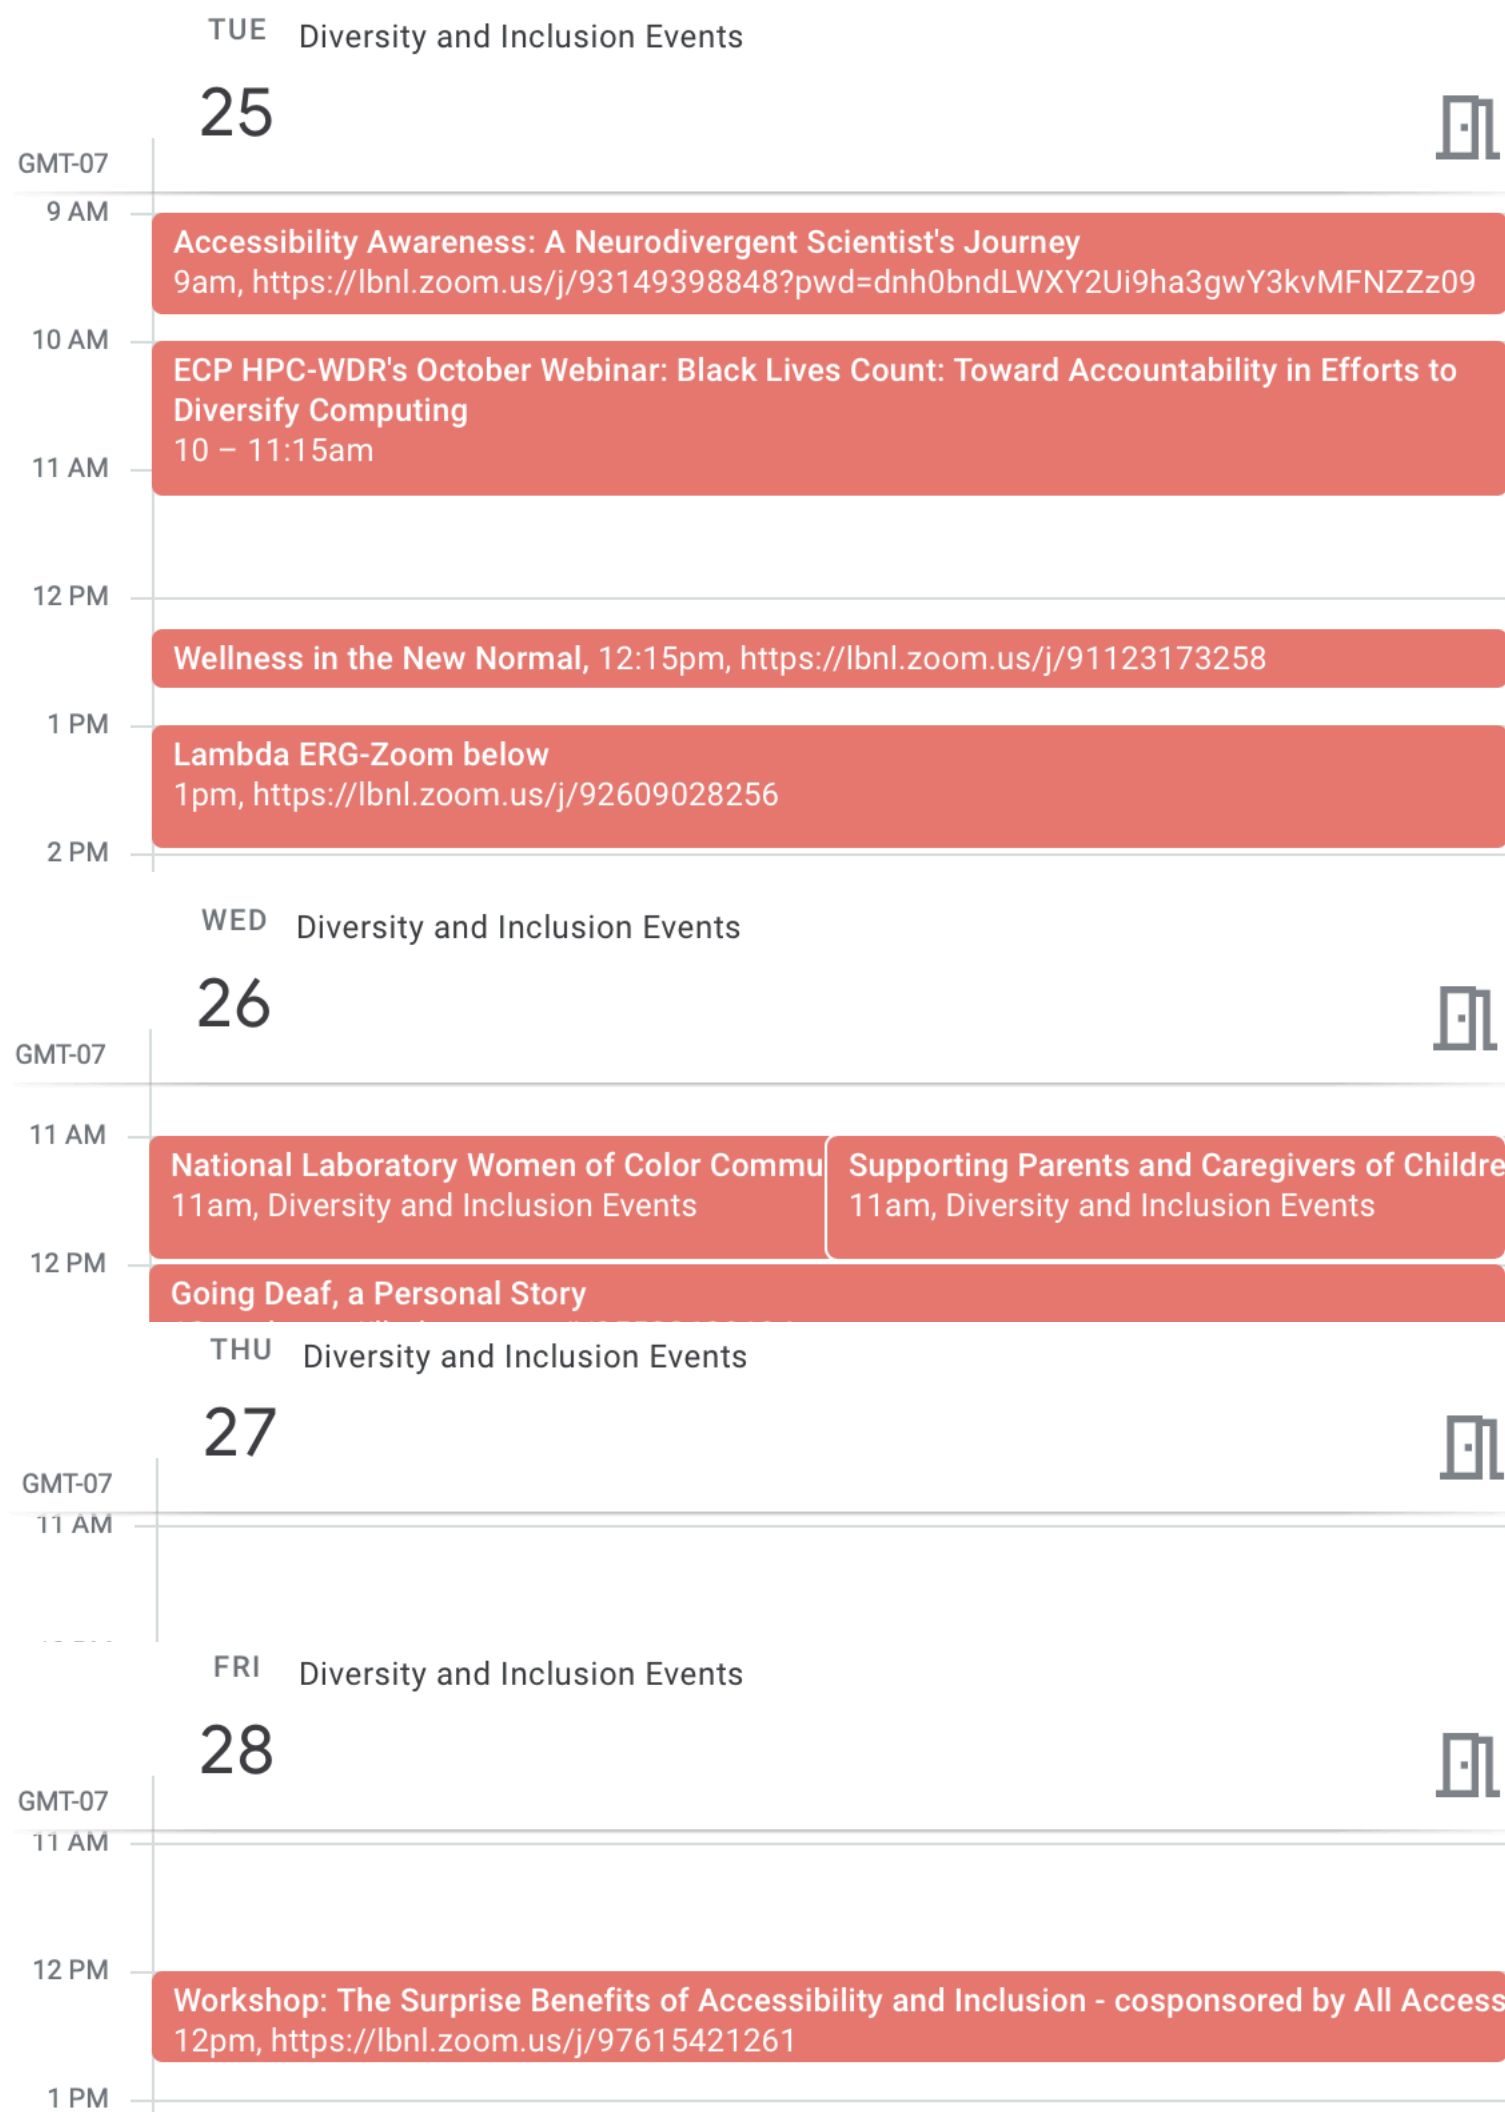 TUE
Diversity and Inclusion Events
25
GMT-07
9 AM
Accessibility Awareness: A Neurodivergent Scientist's Journey
9am, https://lbnl.zoom.us/j/93149398848?pwd=dnh0bndLWXY2Ui9ha3gwY3kvMFNZZz09
10 AM
ECP HPC-WDR's October Webinar: Black Lives Count: Toward Accountability in Efforts to
Diversify Computing
10 – 11:15am
11 AM
12 PM
Wellness in the New Normal, 12:15pm, https://lbnl.zoom.us/j/91123173258
1 PM
Lambda ERG-Zoom below
1pm, https://lbnl.zoom.us/j/92609028256
2 PM
WED
Diversity and Inclusion Events
26
GMT-07
11 AM
National Laboratory Women of Color Commu
11am, Diversity and Inclusion Events
Supporting Parents and Caregivers of Childre
11am, Diversity and Inclusion Events
12 PM
Going Deaf, a Personal Story
THU
Diversity and Inclusion Events
27
GMT-07
11 AM
FRI
Diversity and Inclusion Events
28
GMT-07
11 AM
12 PM
Workshop: The Surprise Benefits of Accessibility and Inclusion - cosponsored by All Access
12pm, https://lbnl.zoom.us/j/97615421261
1 PM